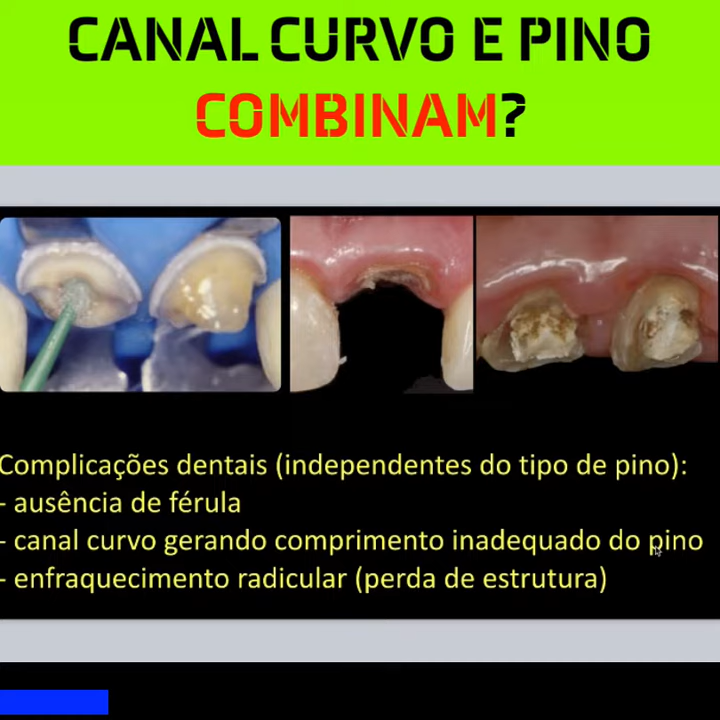 CANAL CURVO E PINO
COMBINAM?
Complicações dentais (independentes do tipo de pino):
- ausência de férula
- canal curvo gerando comprimento inadequado do pino
- enfraquecimento radicular (perda de estrutura)